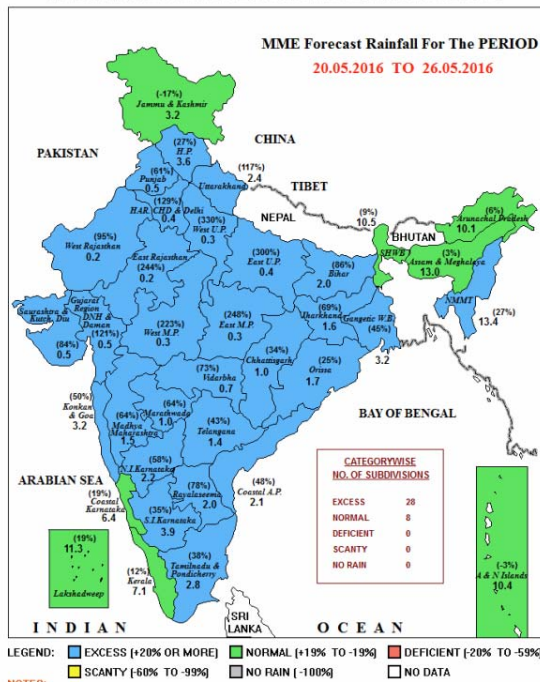 MME Forecast Rainfall For The PERIOD
20.05.2016 TO 26.05.2016
(-17%)
Jammu & Kashmir
3.2
CHINA
PAKISTAN
(27%)
H.P.
3.6
(61%)
Punjab
0.5
Uttarakhand
(117%)
2.4
TIBET
(129%)
HAR. CHD & Delhi
0.4
(330%)
West U.P.
0.3
NEPAL
(9%)
10.5
BHUTAN
(6%)
Arunachal Pradesh
10.1
(95%)
West Rajasthan
0.2
East Rajasthan
(244%)
0.2
(300%)
East U.P.
0.4
(86%)
Bihar
2.0
SHWB
(3%)
Assam & Meghalaya
13.0
NMMT
(27%)
13.4
Saurashtra &
Kutch, Diu
(84%)
0.5
Gujarat
Region
DNH &
Daman
(121%)
0.5
(223%)
West M.P.
0.3
(248%)
East M.P.
0.3
(69%)
Jharkhand
1.6
Gangetic W.B.
(45%)
3.2
(34%)
Chhattisgarh
1.0
(25%)
Orissa
1.7
(73%)
Vidarbha
0.7
(50%)
Konkan
& Goa
3.2
(64%)
Madhya
Maharashtra
1.5
(64%)
Marathwada
1.0
(43%)
Telangana
1.4
BAY OF BENGAL
ARABIAN SEA
(58%)
N.I.Karnataka
2.2
(78%)
Rayalaseema
2.0
(48%)
Coastal A.P.
2.1
(19%)
Coastal
Karnataka
6.4
(35%)
S.I.Karnataka
3.9
CATEGORYWISE
NO. OF SUBDIVISIONS
EXCESS 28
NORMAL 8
DEFICIENT 0
SCANTY 0
NO RAIN 0
(19%)
11.3
Lakshadweep
(12%)
Kerala
7.1
(38%)
Tamilnadu &
Pondicherry
2.8
(-3%)
A & N Islands
10.4
SRI
LANKA
INDIAN OCEAN
LEGEND: EXCESS (+20% OR MORE) NORMAL (+19% TO -19%) DEFICIENT (-20% TO -59%)
SCANTY (-60% TO -99%) NO RAIN (-100%) NO DATA
NOTES: